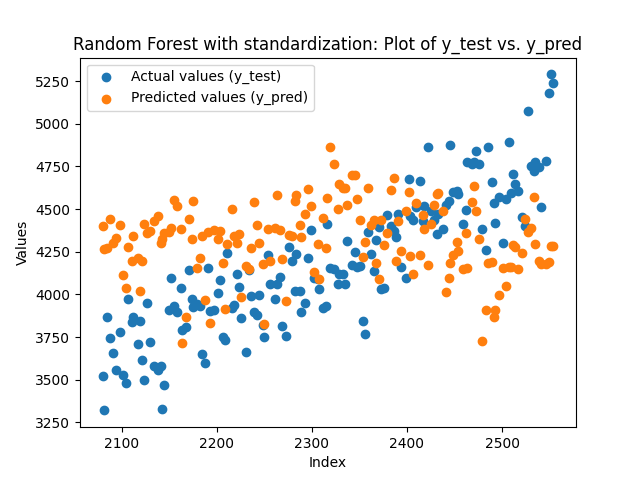 Random Forest with standardization: Plot of y_test vs. y_pred
Actual values (y_test)
Predicted values (y_pred)
5250
5000
4750
4500
4250
4000
3750
3500
3250
Values
2100 2200 2300 2400 2500
Index